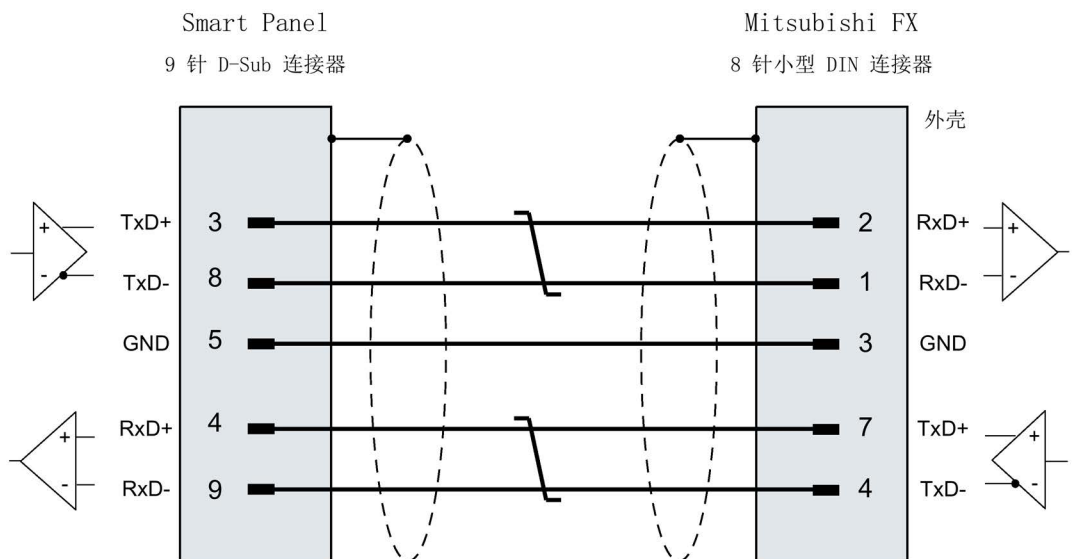 Smart Panel
Mitsubishi FX
9 针 D-Sub 连接器
8 针小型 DIN 连接器
外壳
TxD+ 3 2 RxD+
TxD- 8 1 RxD-
GND 5 3 GND
RxD+ 4 7 TxD+
RxD- 9 4 TxD-
+
-
+
-
+
-
+
-